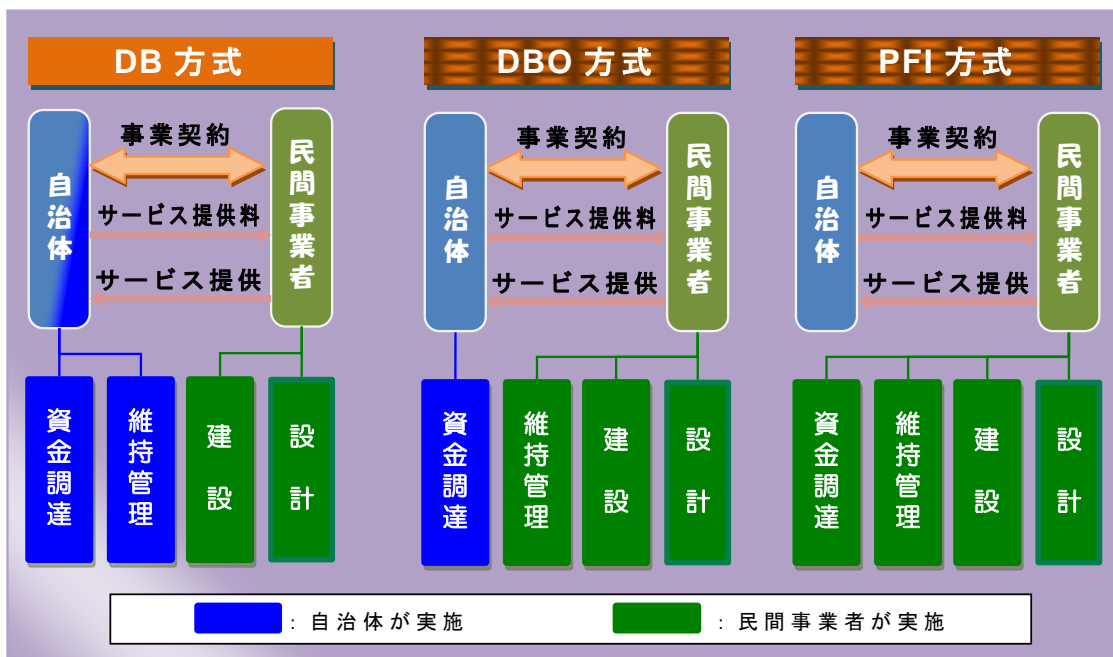 DB 方式
自治体
民間事業者
事業契約
サービス提供料
サービス提供
資金調達
維持管理
建設
設計
DBO 方式
自治体
民間事業者
事業契約
サービス提供料
サービス提供
資金調達
維持管理
建設
設計
PFI 方式
自治体
民間事業者
事業契約
サービス提供料
サービス提供
資金調達
維持管理
建設
設計
：自治体が実施
：民間事業者が実施